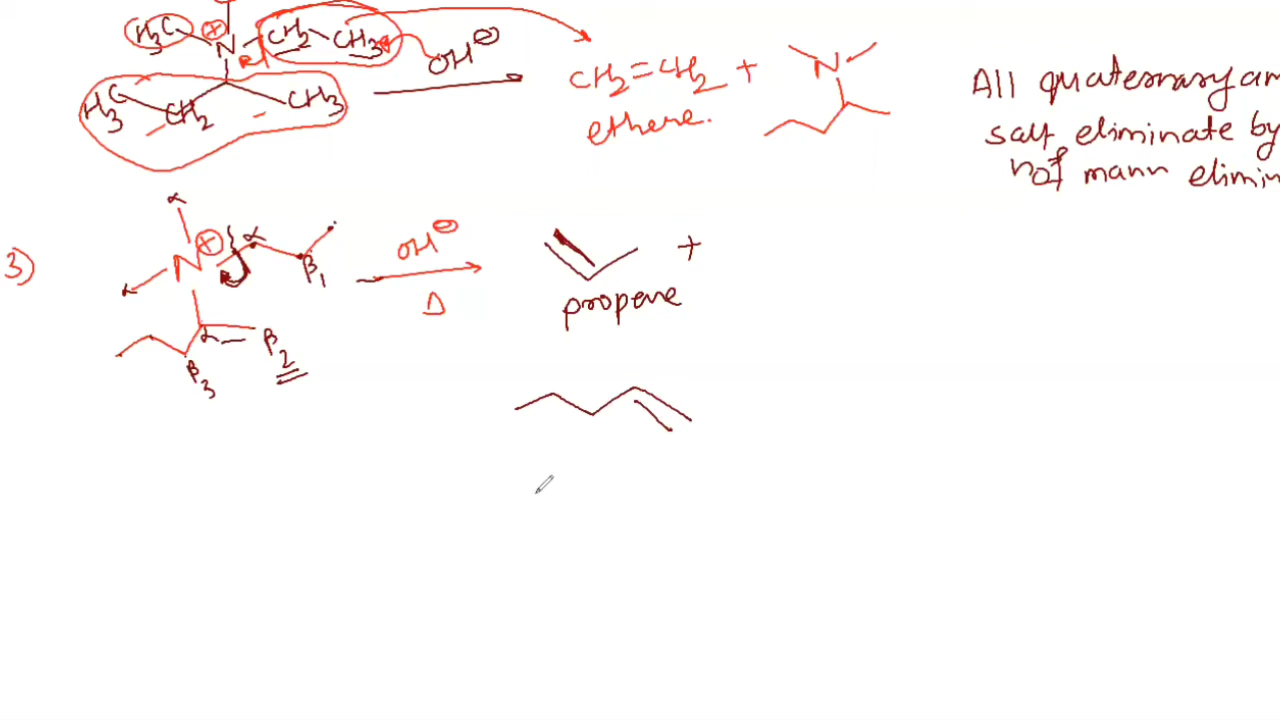 H₃C ⊕ N CH₂ CH₃ OH⊖
H₃C CH₂ CH₃
CH₂=CH₂ +
ethene.
N
All quaternary am
salt eliminate by
hofmann elimin
3)
α
N ⊕ α β₁
α β₂
β₃
OH⊖
Δ
+
propene